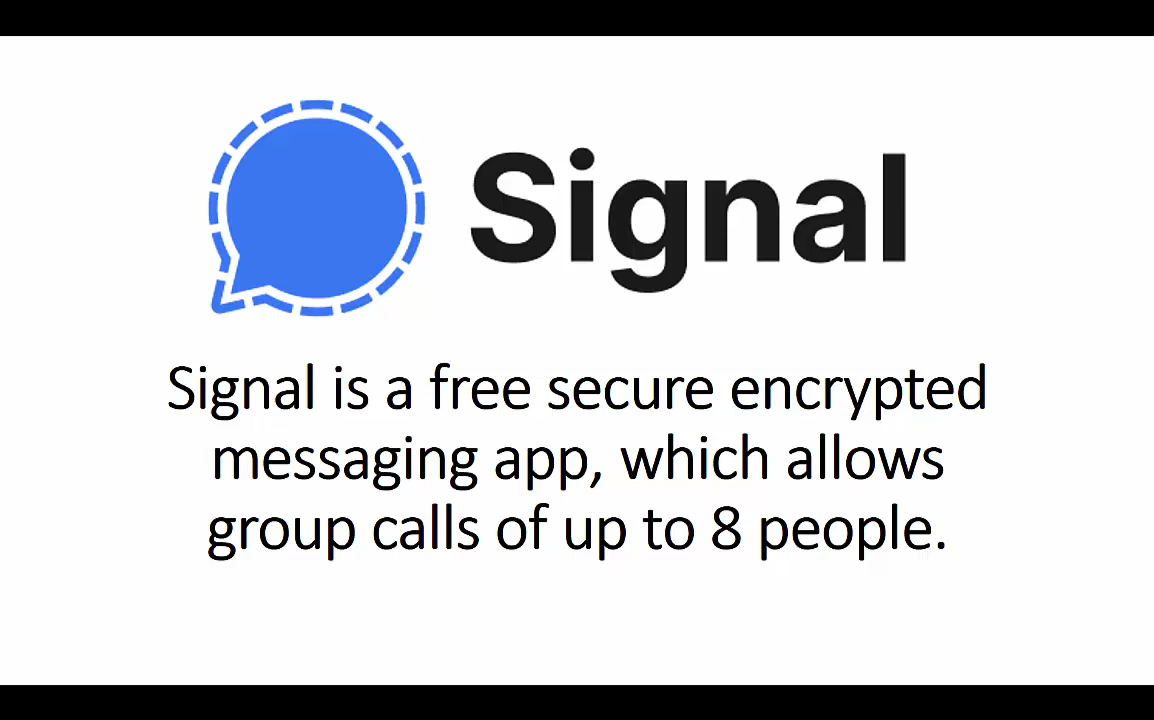 Signal
Signal is a free secure encrypted
messaging app, which allows
group calls of up to 8 people.